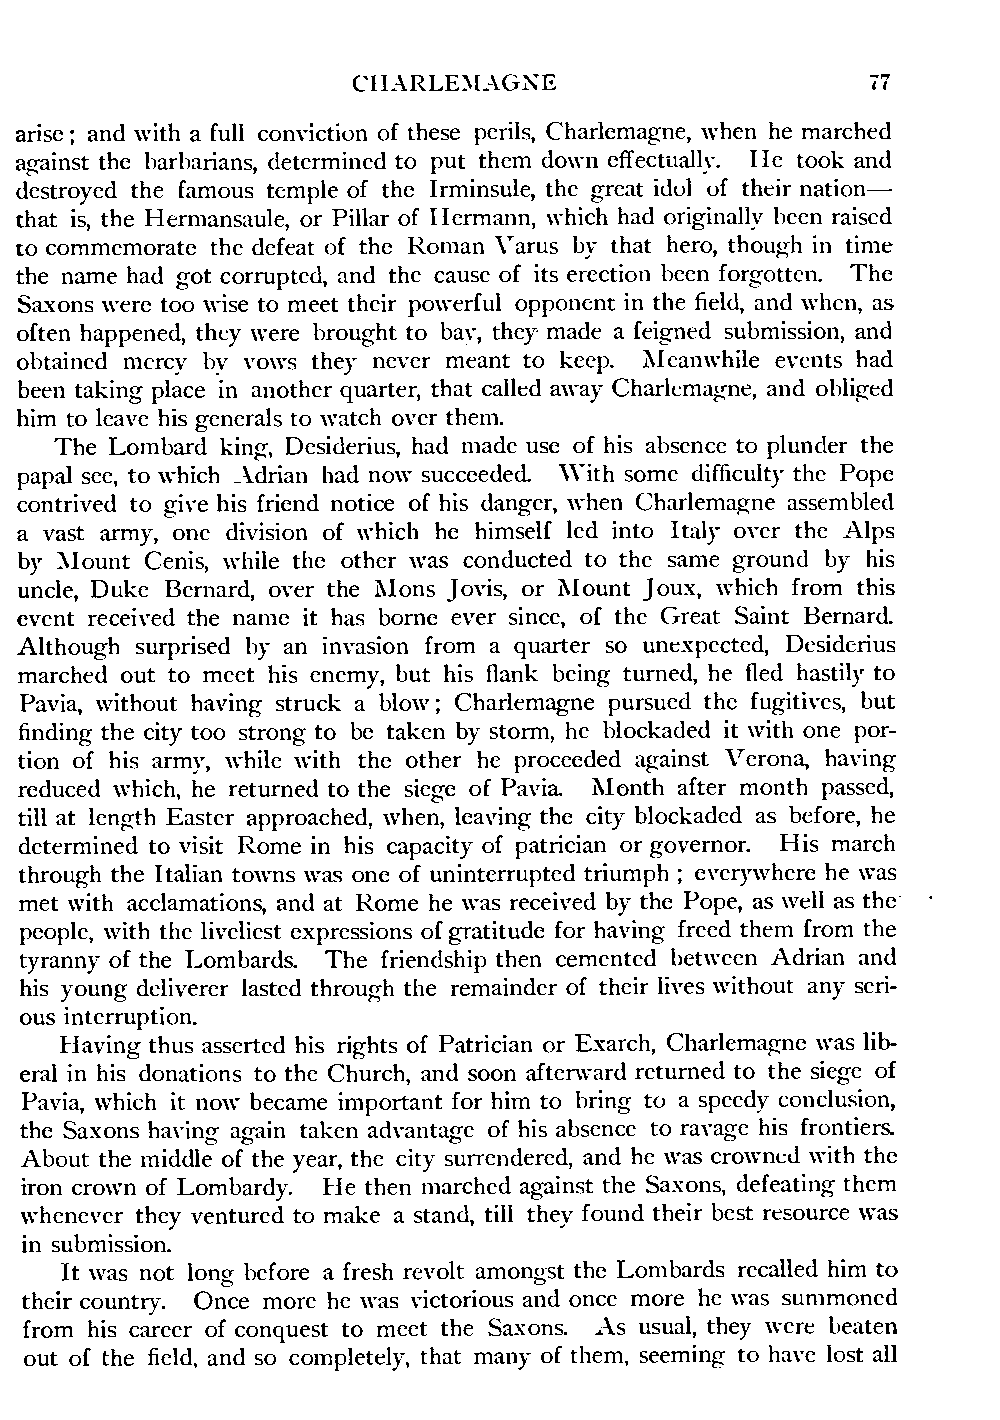 CHARLEMAGNE 77
arise; and with a full conviction of these perils, Charlemagne, when he marched
against the barbarians, determined to put them down effectually. He took and
destroyed the famous temple of the Irminsule, the great idol of their nation—
that is, the Hermansaule, or Pillar of Hermann, which had originally been raised
to commemorate the defeat of the Roman Varus by that hero, though in time
the name had got corrupted, and the cause of its erection been forgotten. The
Saxons were too wise to meet their powerful opponent in the field, and when, as
often happened, they were brought to bay, they made a feigned submission, and
obtained mercy by vows they never meant to keep. Meanwhile events had
been taking place in another quarter, that called away Charlemagne, and obliged
him to leave his generals to watch over them.
The Lombard king, Desiderius, had made use of his absence to plunder the
papal see, to which Adrian had now succeeded. With some difficulty the Pope
contrived to give his friend notice of his danger, when Charlemagne assembled
a vast army, one division of which he himself led into Italy over the Alps
by Mount Cenis, while the other was conducted to the same ground by his
uncle, Duke Bernard, over the Mons Jovis, or Mount Joux, which from this
event received the name it has borne ever since, of the Great Saint Bernard.
Although surprised by an invasion from a quarter so unexpected, Desiderius
marched out to meet his enemy, but his flank being turned, he fled hastily to
Pavia, without having struck a blow; Charlemagne pursued the fugitives, but
finding the city too strong to be taken by storm, he blockaded it with one por-
tion of his army, while with the other he proceeded against Verona, having
reduced which, he returned to the siege of Pavia. Month after month passed,
till at length Easter approached, when, leaving the city blockaded as before, he
determined to visit Rome in his capacity of patrician or governor. His march
through the Italian towns was one of uninterrupted triumph; everywhere he was
met with acclamations, and at Rome he was received by the Pope, as well as the
people, with the liveliest expressions of gratitude for having freed them from the
tyranny of the Lombards. The friendship then cemented between Adrian and
his young deliverer lasted through the remainder of their lives without any seri-
ous interruption.
Having thus asserted his rights of Patrician or Exarch, Charlemagne was lib-
eral in his donations to the Church, and soon afterward returned to the siege of
Pavia, which it now became important for him to bring to a speedy conclusion,
the Saxons having again taken advantage of his absence to ravage his frontiers.
About the middle of the year, the city surrendered, and he was crowned with the
iron crown of Lombardy. He then marched against the Saxons, defeating them
whenever they ventured to make a stand, till they found their best resource was
in submission.
It was not long before a fresh revolt amongst the Lombards recalled him to
their country. Once more he was victorious and once more he was summoned
from his career of conquest to meet the Saxons. As usual, they were beaten
out of the field, and so completely, that many of them, seeming to have lost all